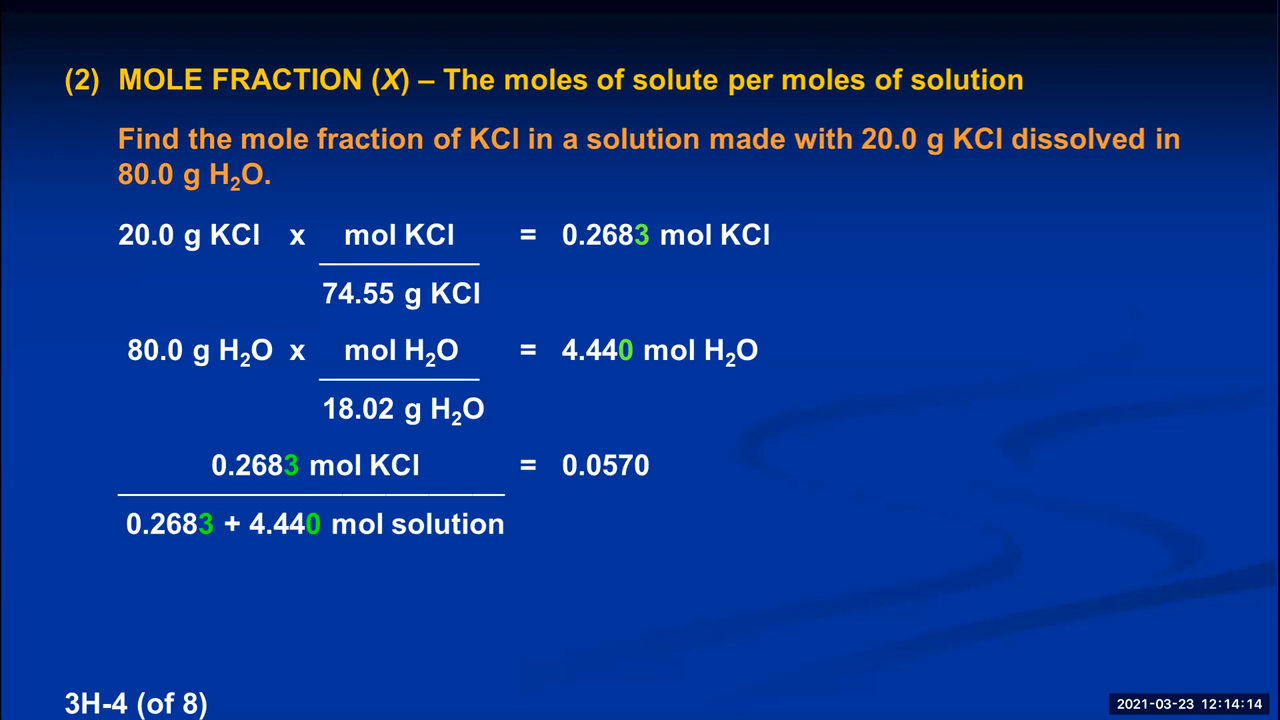 (2) MOLE FRACTION (X) – The moles of solute per moles of solution
Find the mole fraction of KCl in a solution made with 20.0 g KCl dissolved in
80.0 g H₂O.
20.0 g KCl x mol KCl = 0.2683 mol KCl
74.55 g KCl
80.0 g H₂O x mol H₂O = 4.440 mol H₂O
18.02 g H₂O
0.2683 mol KCl = 0.0570
0.2683 + 4.440 mol solution
3H-4 (of 8)
2021-03-23 12:14:14